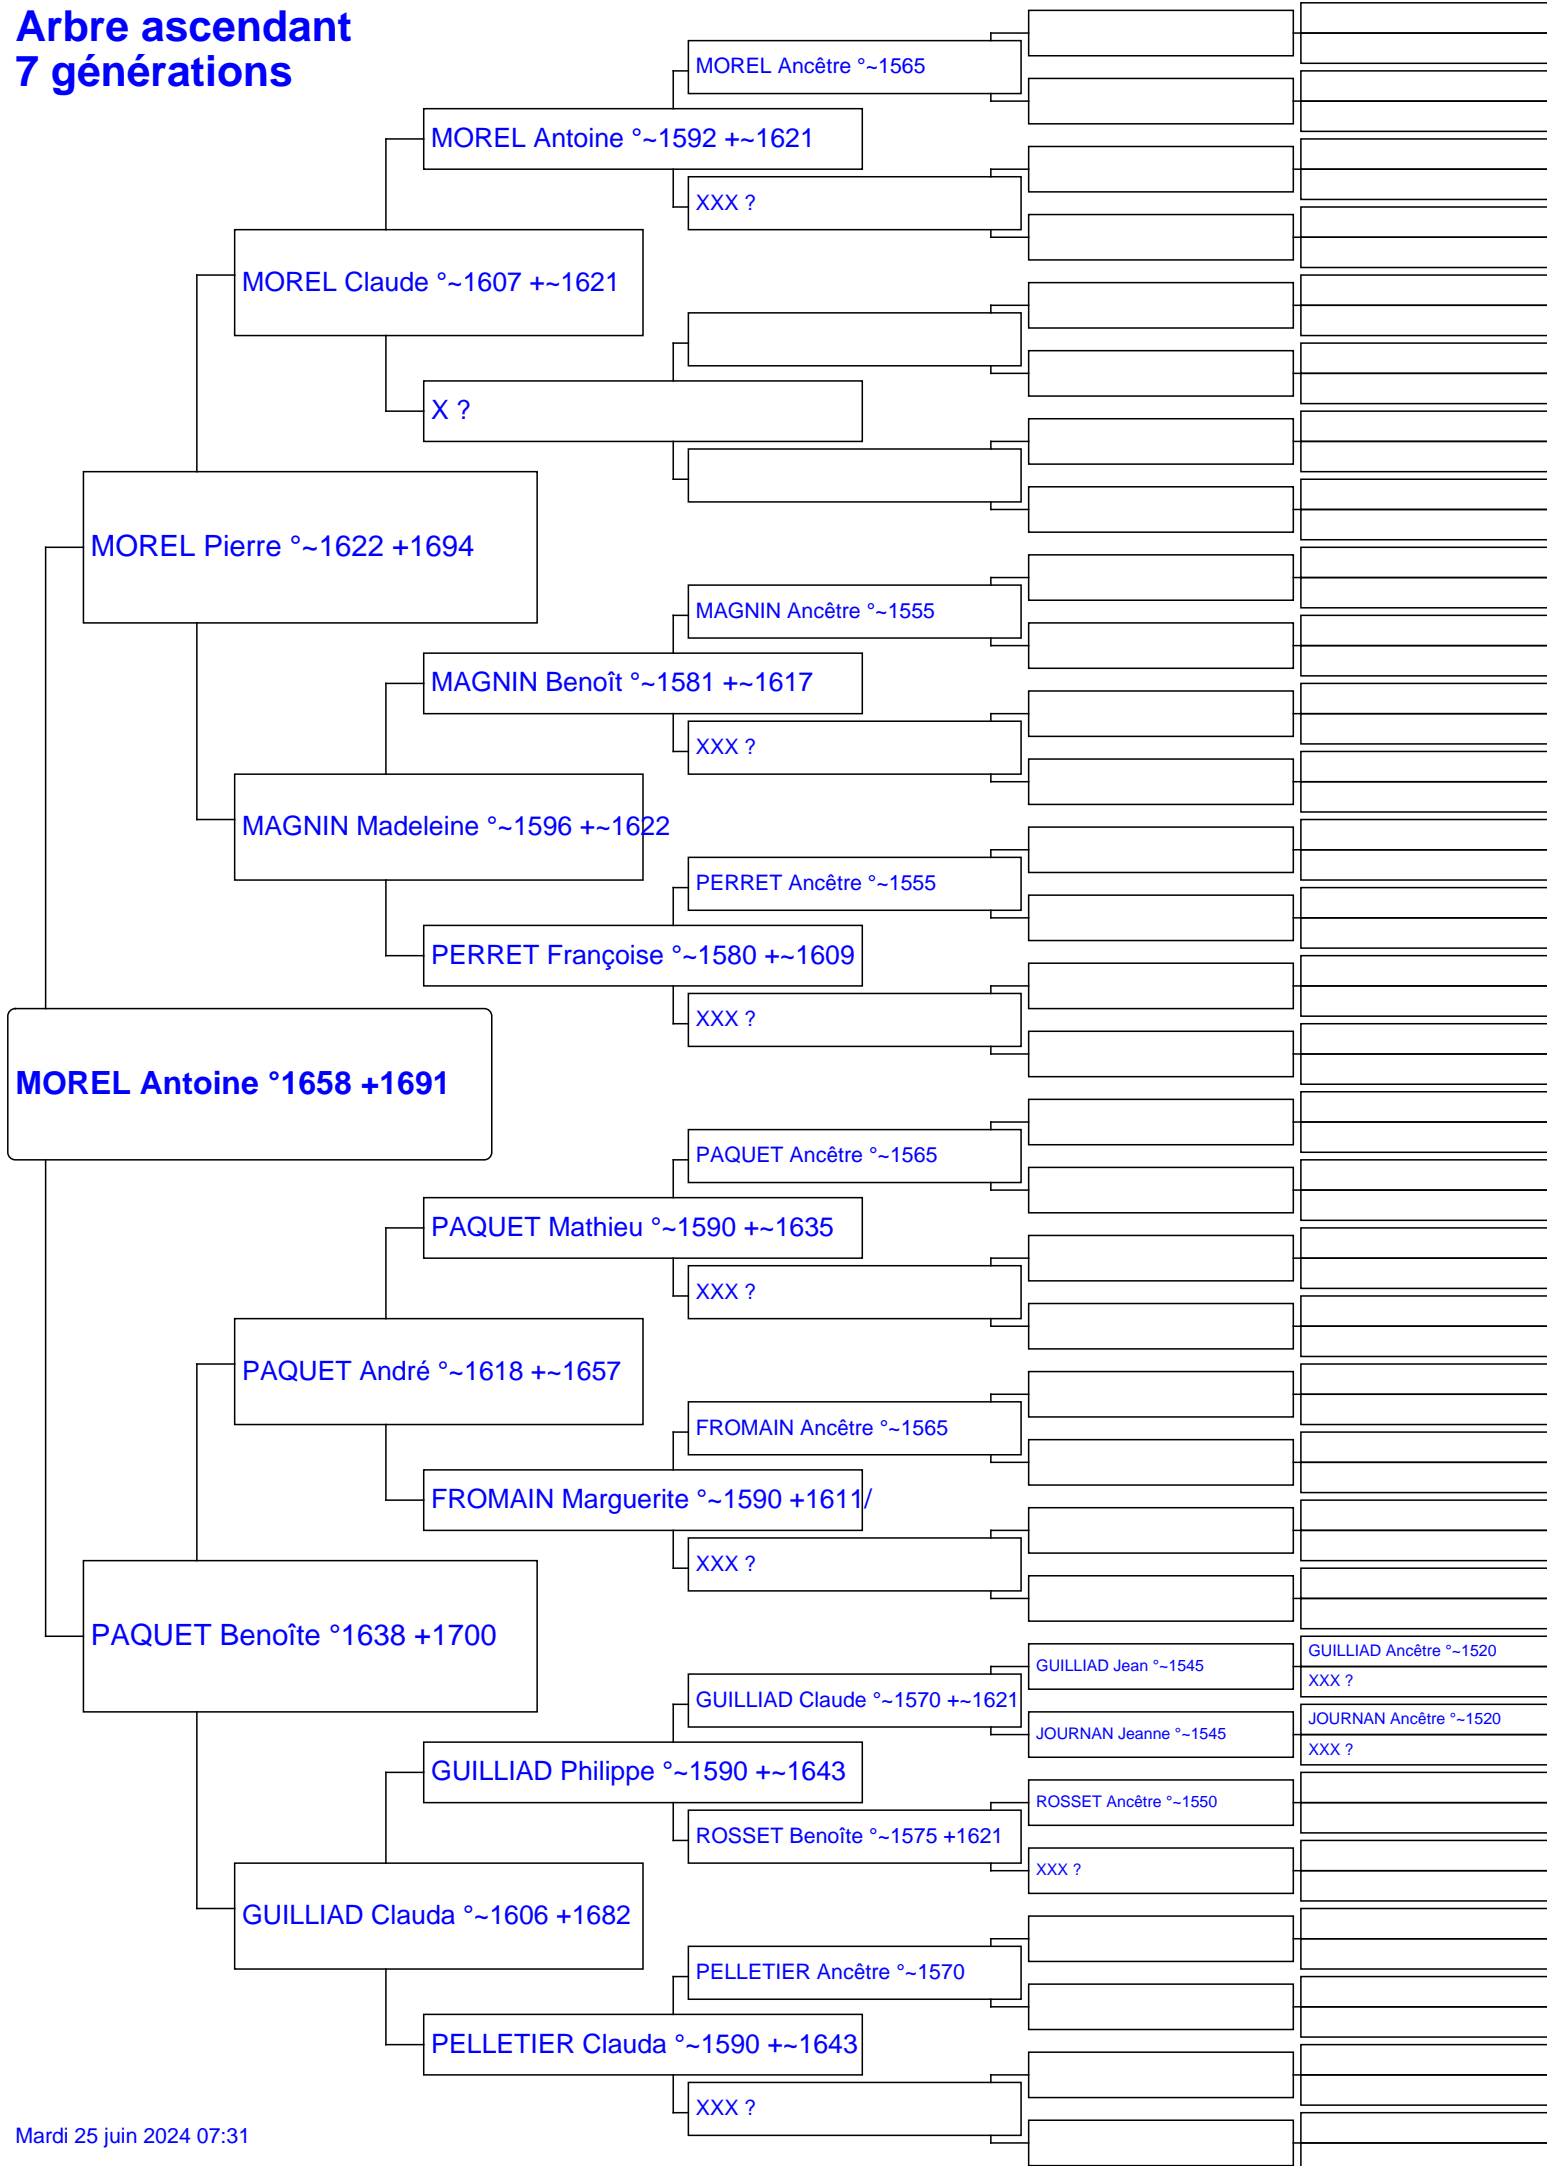 Arbre ascendant
7 générations
MOREL Ancêtre °~1565
MOREL Antoine °~1592 +~1621
XXX ?
MOREL Claude °~1607 +~1621
X ?
MOREL Pierre °~1622 +1694
MAGNIN Ancêtre °~1555
MAGNIN Benoît °~1581 +~1617
XXX ?
MAGNIN Madeleine °~1596 +~1622
PERRET Ancêtre °~1555
PERRET Françoise °~1580 +~1609
XXX ?
MOREL Antoine °1658 +1691
PAQUET Ancêtre °~1565
PAQUET Mathieu °~1590 +~1635
XXX ?
PAQUET André °~1618 +~1657
FROMAIN Ancêtre °~1565
FROMAIN Marguerite °~1590 +1611/
XXX ?
PAQUET Benoîte °1638 +1700
GUILLIAD Ancêtre °~1520
GUILLIAD Jean °~1545
XXX ?
GUILLIAD Claude °~1570 +~1621
JOURNAN Ancêtre °~1520
JOURNAN Jeanne °~1545
XXX ?
GUILLIAD Philippe °~1590 +~1643
ROSSET Ancêtre °~1550
ROSSET Benoîte °~1575 +1621
XXX ?
GUILLIAD Clauda °~1606 +1682
PELLETIER Ancêtre °~1570
PELLETIER Clauda °~1590 +~1643
XXX ?
Mardi 25 juin 2024 07:31